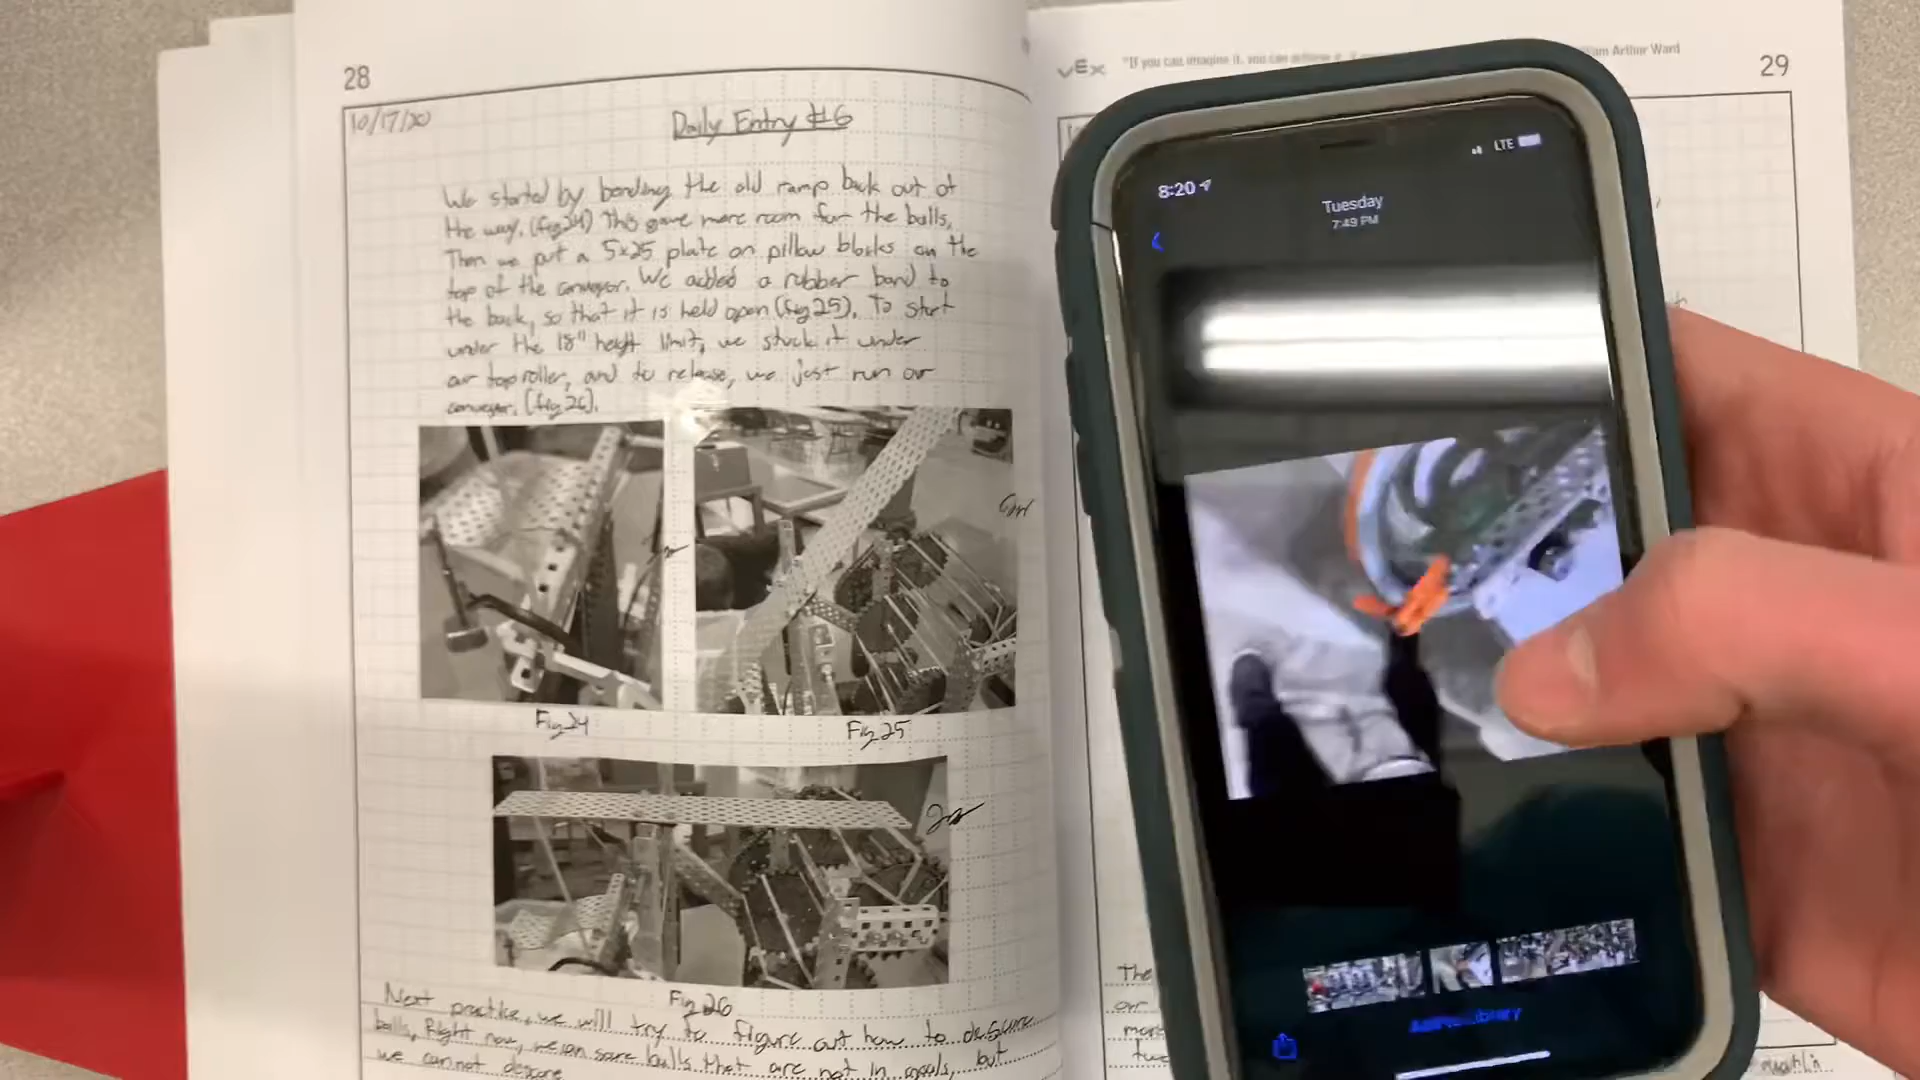 28
10/17/20
Daily Entry #6
We started by bending the old ramp back out of
the way. (fig 24) This gave more room for the balls.
Then we put a 5x25 plate on pillow blocks on the
top of the conveyor. We added a rubber band to
the back, so that it is held open (fig 25). To start
under the 18" height limit, we stuck it under
our top roller, and to release, we just run our
conveyor. (fig 26).
Fig 24
Fig 25
Fig 26
Next practice, we will try to figure out how to descore
balls. Right now, we can score balls that are not in goals, but
we cannot descore
VEX
"If you can imagine it, you can achieve it.
Arthur Ward
29
The
our
more
8:20
LTE
Tuesday
7:49 PM
Library